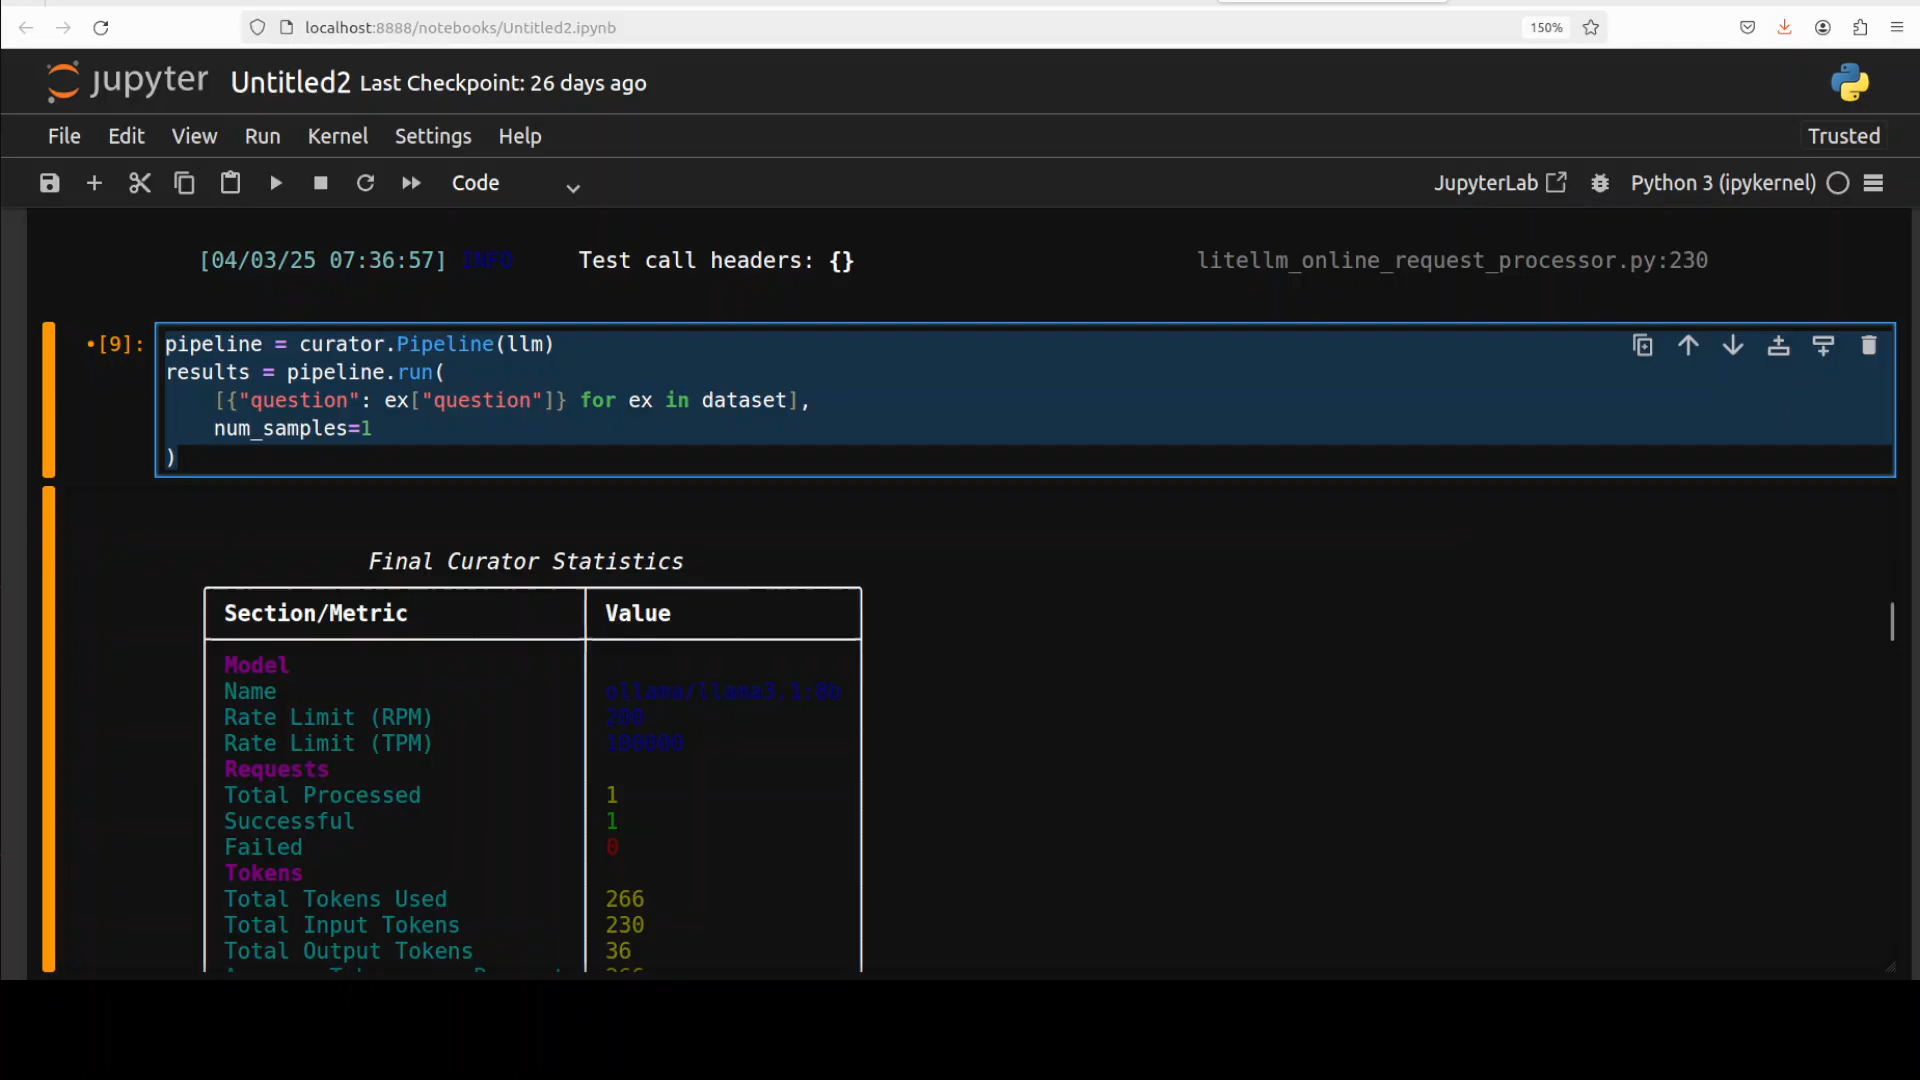 localhost:8888/notebooks/Untitled2.ipynb
150%
jupyter Untitled2 Last Checkpoint: 26 days ago
File Edit View Run Kernel Settings Help
Trusted
Code
JupyterLab
Python 3 (ipykernel)
[04/03/25 07:36:57] INFO Test call headers: {} litellm_online_request_processor.py:230
•[9]:
pipeline = curator.Pipeline(llm)
results = pipeline.run(
[{"question": ex["question"]} for ex in dataset],
num_samples=1
)
Final Curator Statistics
Section/Metric Value
Model
Name ollama/llama3.1:8b
Rate Limit (RPM) 200
Rate Limit (TPM) 100000
Requests
Total Processed 1
Successful 1
Failed 0
Tokens
Total Tokens Used 266
Total Input Tokens 230
Total Output Tokens 36